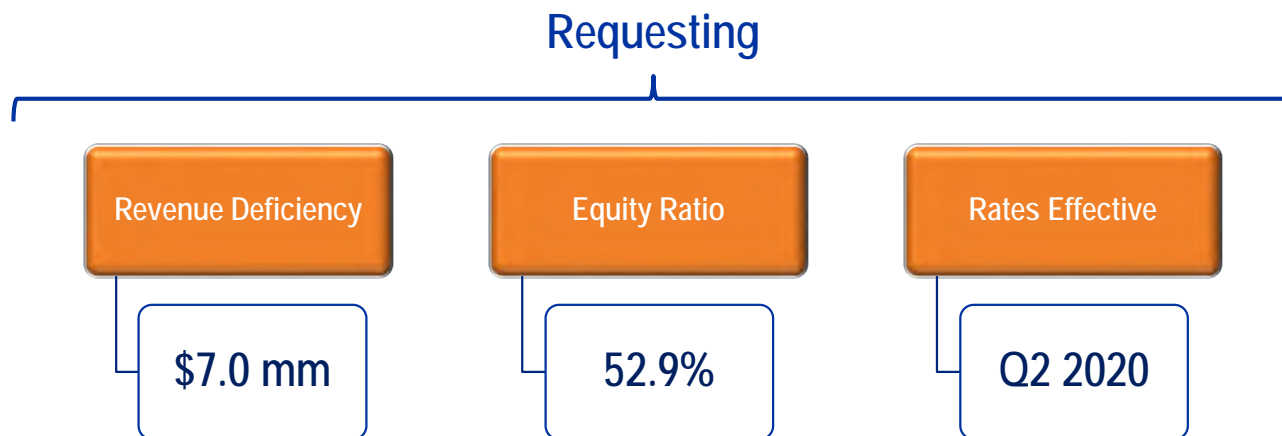 Requesting
Revenue Deficiency
Equity Ratio
Rates Effective
$7.0 mm
52.9%
Q2 2020